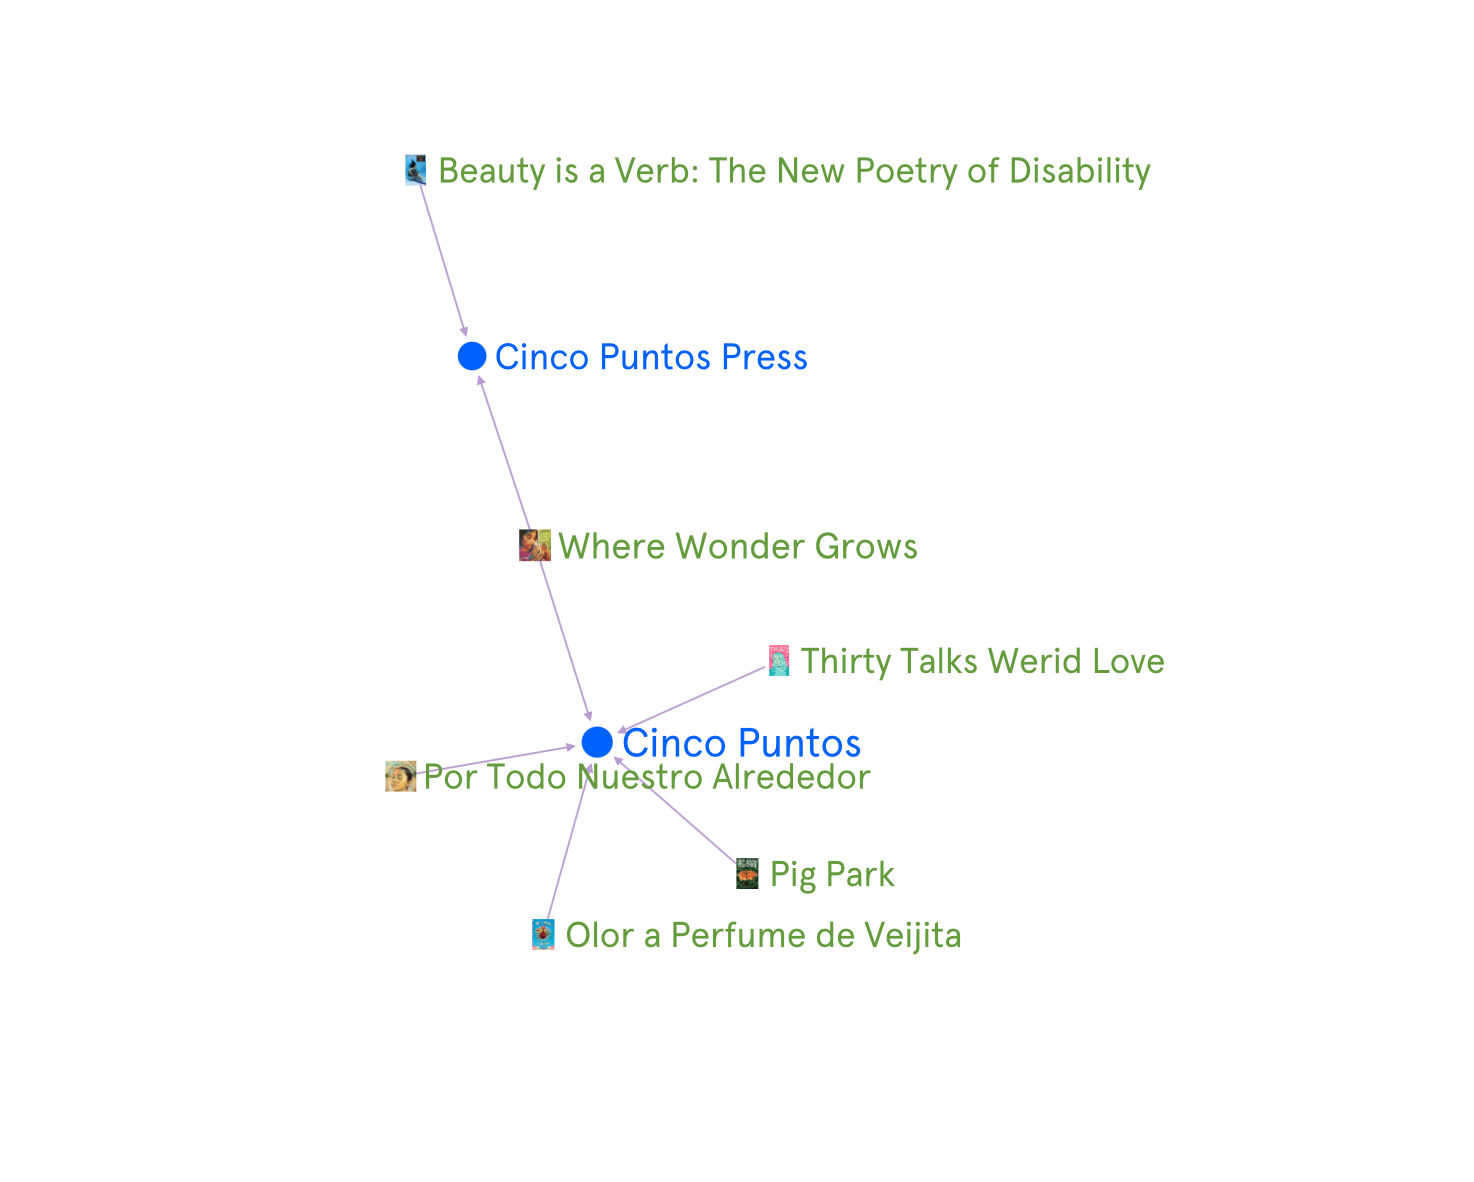 Beauty is a Verb: The New Poetry of Disability
Cinco Puntos Press
Where Wonder Grows
Thirty Talks Werid Love
Cinco Puntos
Por Todo Nuestro Alrededor
Pig Park
Olor a Perfume de Veijita